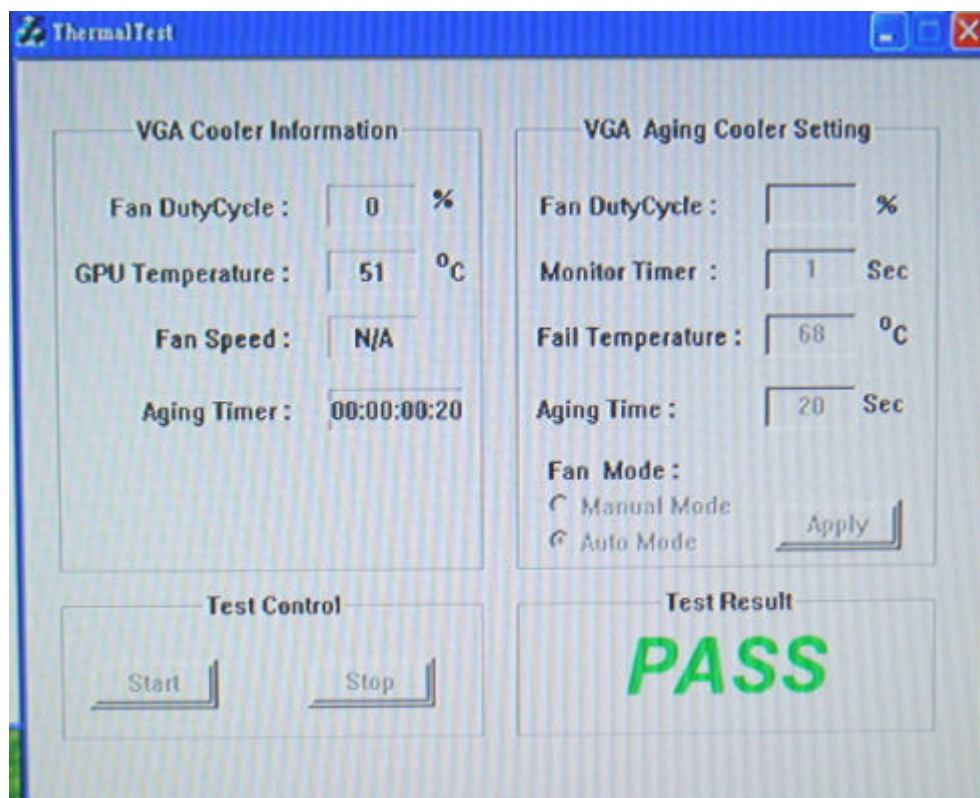 ThermalTest
VGA Cooler Information
Fan DutyCycle : 0 %
GPU Temperature : 51 °C
Fan Speed : N/A
Aging Timer : 00:00:00:20
VGA Aging Cooler Setting
Fan DutyCycle : %
Monitor Timer : 1 Sec
Fail Temperature : 68 °C
Aging Time : 20 Sec
Fan Mode :
Manual Mode
Auto Mode
Apply
Test Control
Start Stop
Test Result
PASS